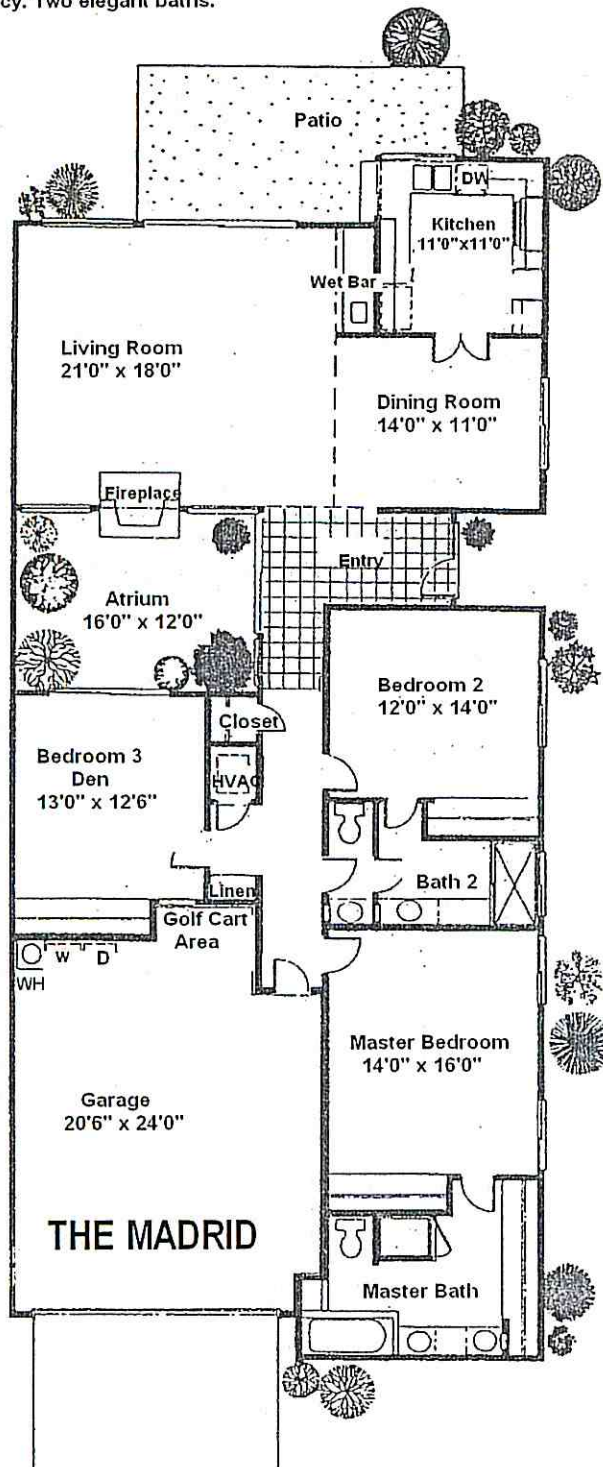 cy. Two elegant baths.
Patio
DW
Kitchen
11'0"x11'0"
Wet Bar
Living Room
21'0" x 18'0"
Dining Room
14'0" x 11'0"
Fireplace
Entry
Atrium
16'0" x 12'0"
Bedroom 2
12'0" x 14'0"
Closet
Bedroom 3
Den
13'0" x 12'6"
HVAC
Bath 2
Linen
Golf Cart
Area
W
D
WH
Master Bedroom
14'0" x 16'0"
Garage
20'6" x 24'0"
THE MADRID
Master Bath